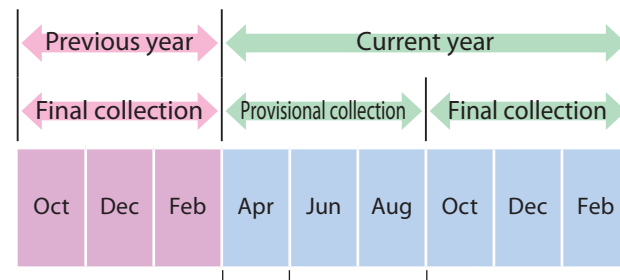 Previous year Current year
Final collection Provisional collection Final collection
Oct Dec Feb Apr Jun Aug Oct Dec Feb